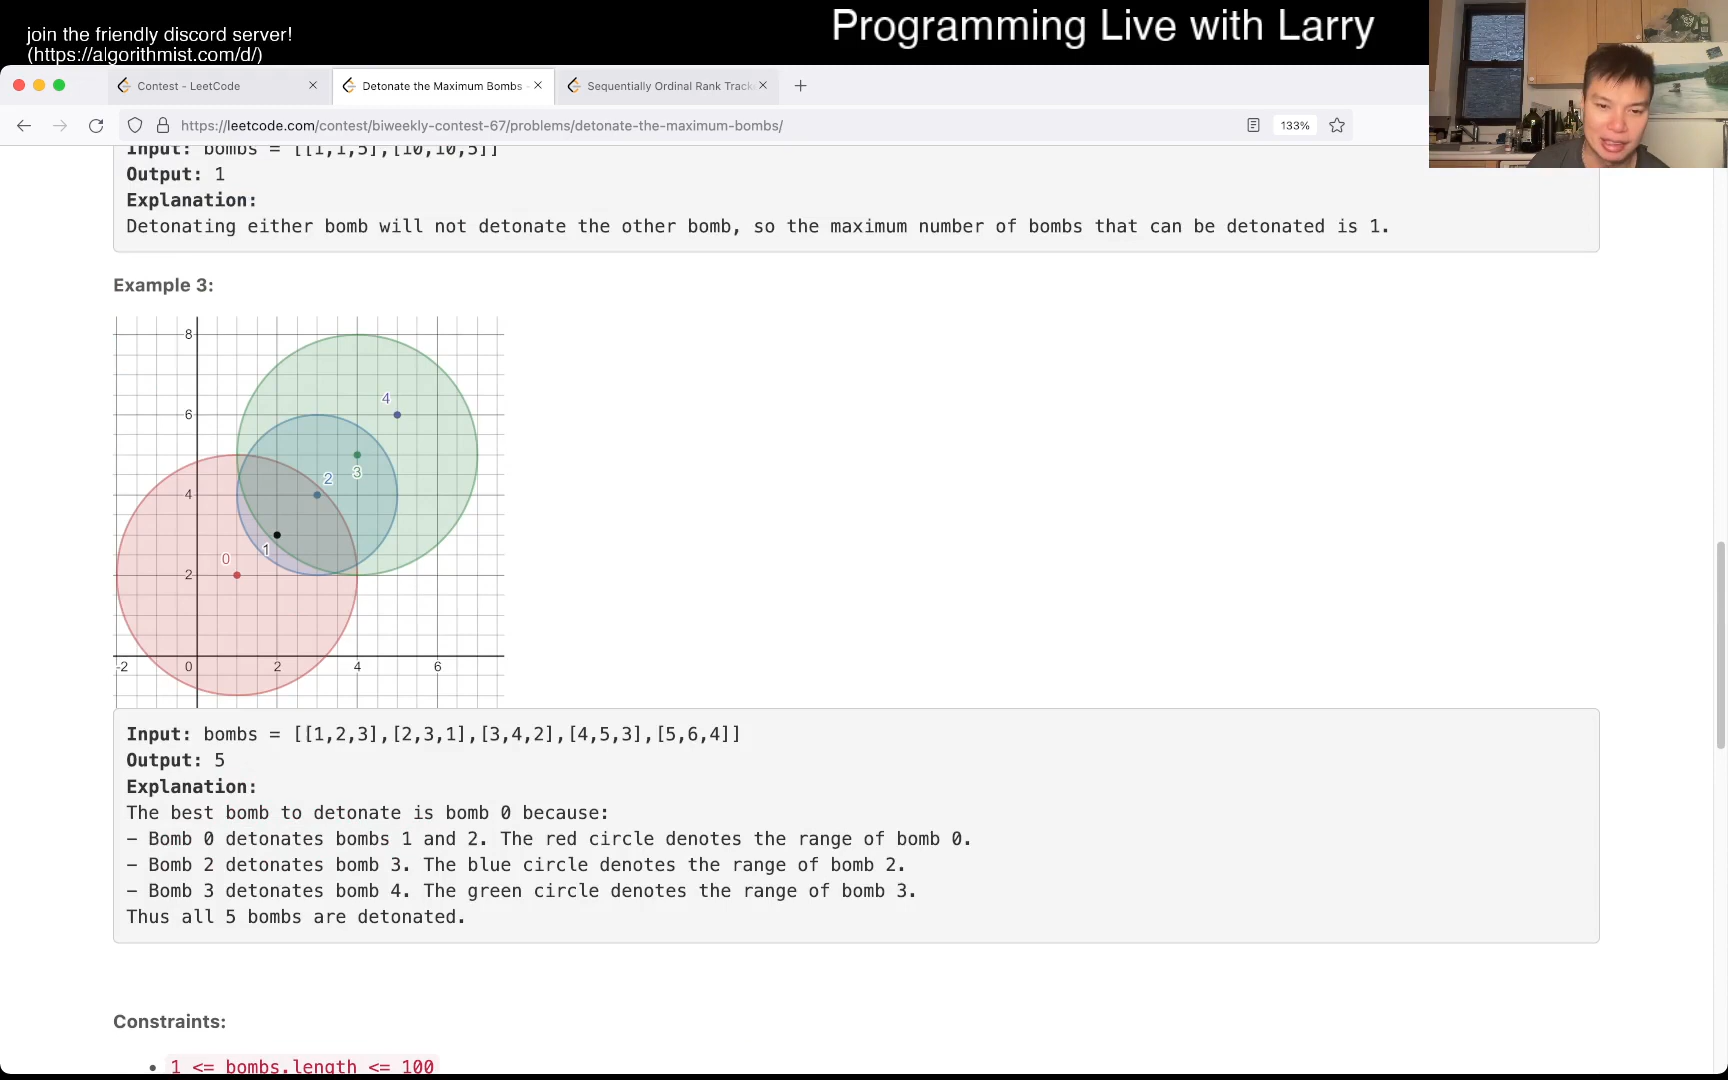 Programming Live with Larry
join the friendly discord server!
(https://algorithmist.com/d/)
Contest - LeetCode
Detonate the Maximum Bombs -
Sequentially Ordinal Rank Track
https://leetcode.com/contest/biweekly-contest-67/problems/detonate-the-maximum-bombs/
133%
Input: bombs = [[1,1,5],[10,10,5]]
Output: 1
Explanation:
Detonating either bomb will not detonate the other bomb, so the maximum number of bombs that can be detonated is 1.
Example 3:
8
4
6
3
2
4
1
0
2
-2 0 2 4 6
Input: bombs = [[1,2,3],[2,3,1],[3,4,2],[4,5,3],[5,6,4]]
Output: 5
Explanation:
The best bomb to detonate is bomb 0 because:
- Bomb 0 detonates bombs 1 and 2. The red circle denotes the range of bomb 0.
- Bomb 2 detonates bomb 3. The blue circle denotes the range of bomb 2.
- Bomb 3 detonates bomb 4. The green circle denotes the range of bomb 3.
Thus all 5 bombs are detonated.
Constraints:
• 1 <= bombs.length <= 100